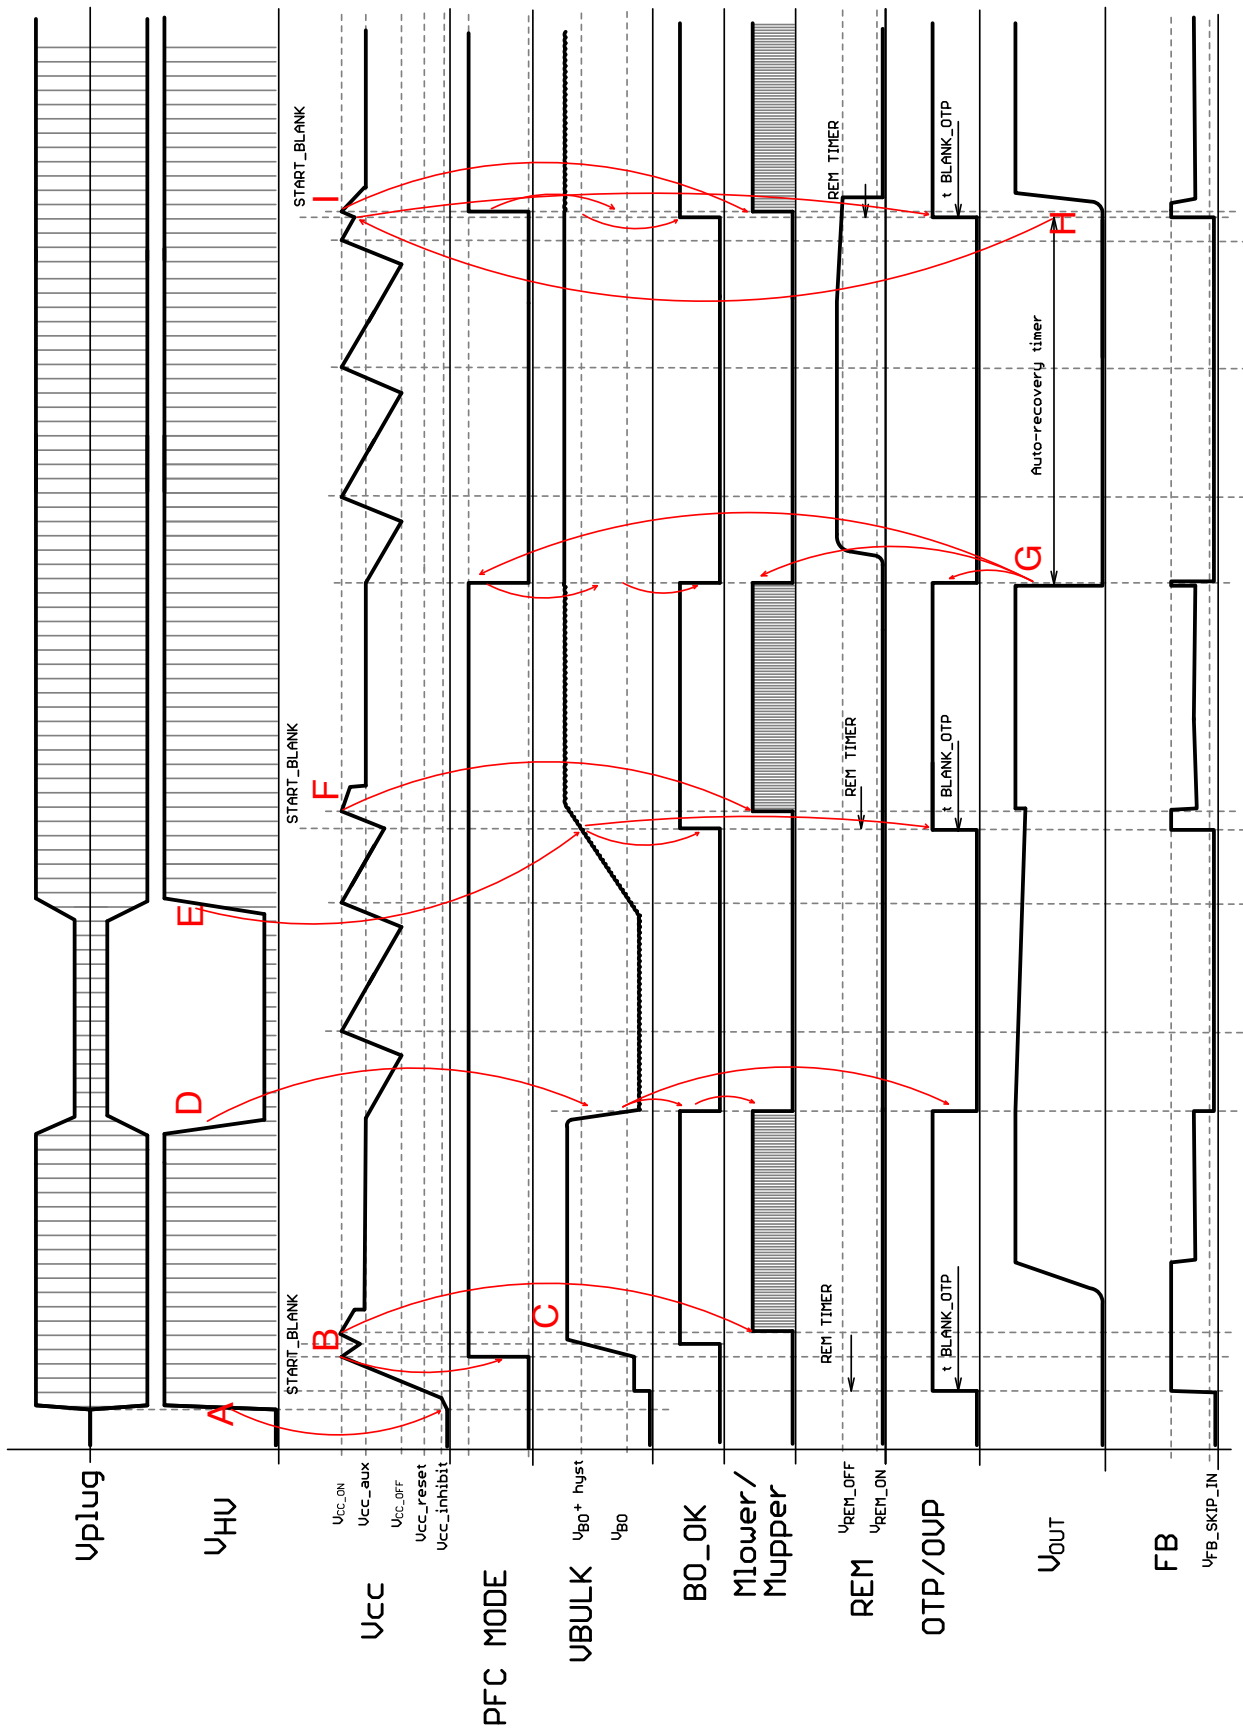 Vplug
VHV
VCC_ON
Vcc_aux
VCC_OFF
Vcc_reset
Vcc_inhibit
Vcc
PFC MODE
VBO+ hyst
VBO
VBULK
BO_OK
Mlower/
Mupper
VREM_OFF
VREM_ON
REM
OTP/OVP
VOUT
FB
VFB_SKIP_IN
A
B
C
D
E
F
G
H
I
START_BLANK
START_BLANK
START_BLANK
REM TIMER
REM TIMER
REM TIMER
t BLANK_OTP
t BLANK_OTP
t BLANK_OTP
Auto-recovery timer